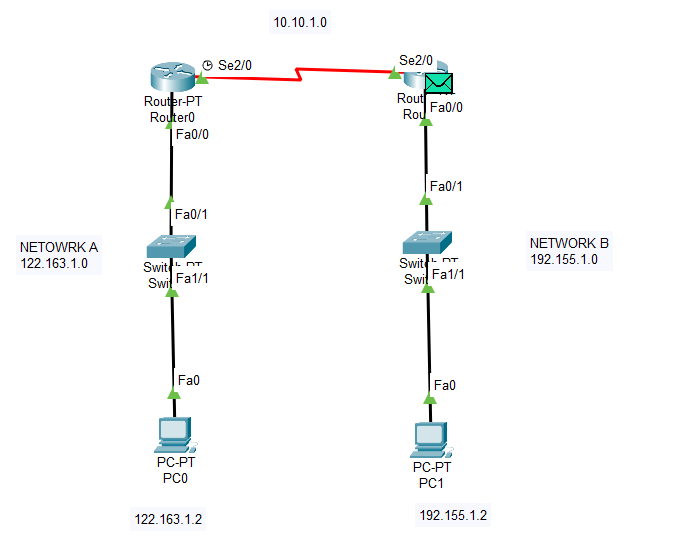 10.10.1.0
Se2/0
Se2/0
Router-PT
Router0
Fa0/0
Fa0/0
Fa0/1
Fa0/1
NETOWRK A
122.163.1.0
NETWORK B
192.155.1.0
Fa1/1
Fa1/1
Fa0
Fa0
PC-PT
PC0
PC-PT
PC1
122.163.1.2
192.155.1.2